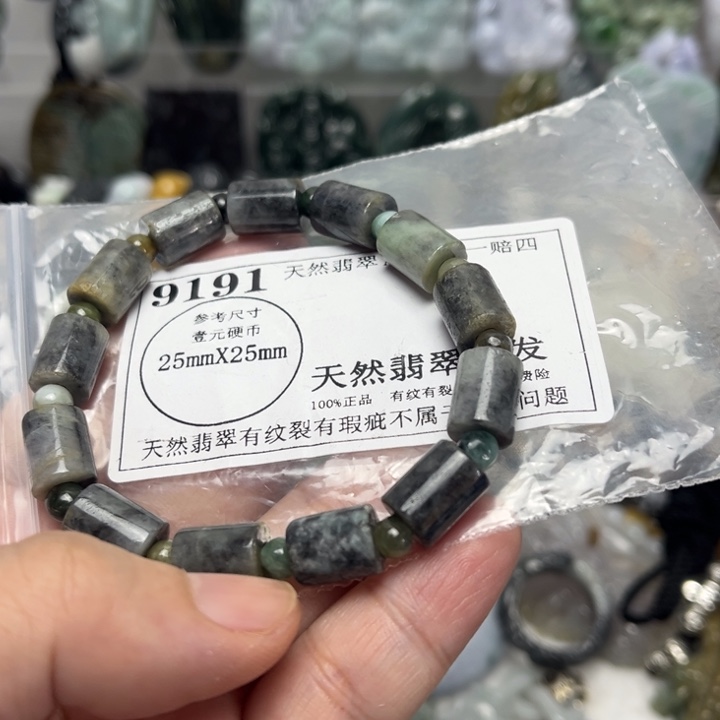 9191 天然翡翠 一赔四
参考尺寸
壹元硬币
25mmX25mm
天然翡翠 发
100%正品 有纹有裂 费险
天然翡翠有纹裂有瑕疵不属于 问题